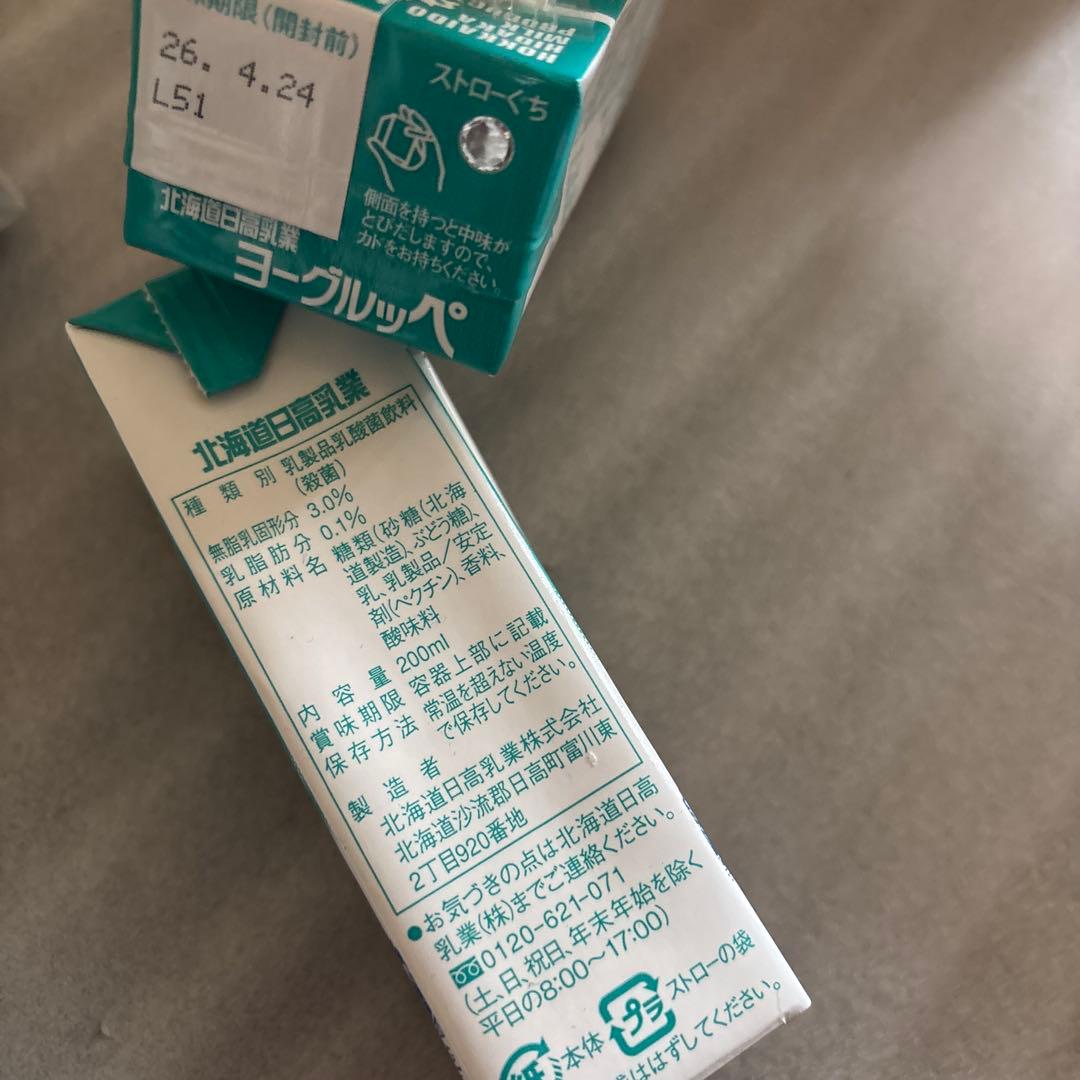 期限(開封前)
26. 4.24
L51
HOKKAIDO
HIDAKA
MILK
PRODUCTS
ストローくち
側面を持つと中味が
とびだしますので、
カドをお持ちください。
北海道日高乳業
ヨーグルッペ
北海道日高乳業
種類別 乳製品乳酸菌飲料
(殺菌)
無脂乳固形分 3.0%
乳脂肪分 0.1%
原材料名 糖類(砂糖(北海
道製造)、ぶどう糖)、
乳、乳製品/安定
剤(ペクチン)、香料、
酸味料
内容量 200ml
賞味期限 容器上部に記載
保存方法 常温を超えない温度
で保存してください。
製造者
北海道日高乳業株式会社
北海道沙流郡日高町富川東
2丁目920番地
●お気づきの点は北海道日高
乳業(株)までご連絡ください。
0120-621-071
(土、日、祝日、年末年始を除く
平日の8:00〜17:00)
紙 本体 プラ ストローの袋
はずしてください。